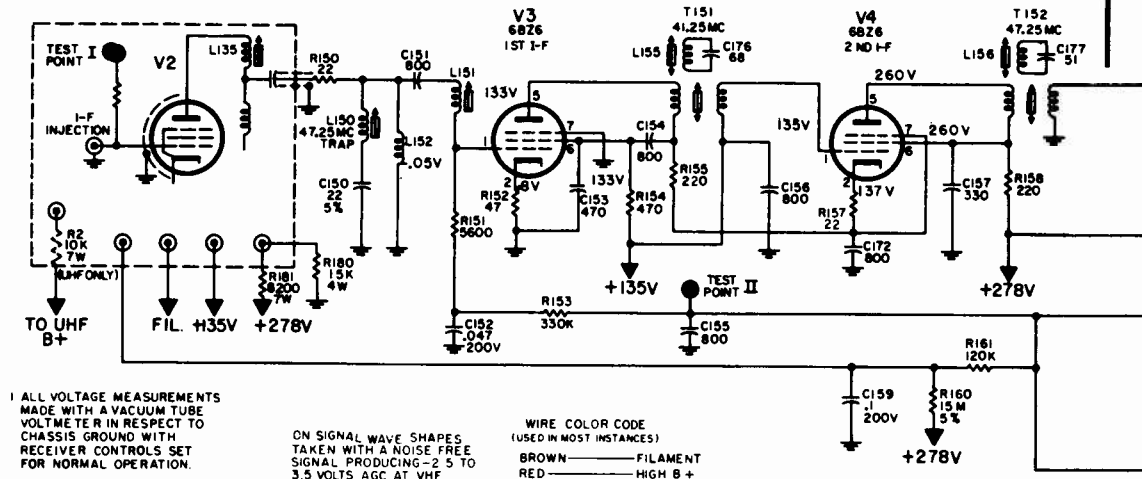 TEST
POINT I
V2
L135
I-F
INJECTION
R150
22
C151
800
L151
L150
47.25MC
TRAP
L152
.05V
C150
22
5%
R2
10K
7W
(UHF ONLY)
R181
8200
7W
R180
15K
4W
TO UHF
B+
FIL.
+135V
+278V
V3
6BZ6
1ST I-F
133V
5
1
7
6
2
.8V
R152
47
C153
470
133V
R151
5600
C154
800
R154
470
R155
220
L155
T151
41.25MC
C176
68
C156
800
+135V
TEST
POINT II
R153
330K
C152
.047
200V
C155
800
V4
6BZ6
2 ND I-F
260V
135V
5
1
7
6
2
260V
137V
R157
22
C172
800
C157
330
L156
T152
47.25MC
C177
51
R158
220
+278V
R161
120K
C159
.1
200V
R160
15M
5%
+278V
1 ALL VOLTAGE MEASUREMENTS
MADE WITH A VACUUM TUBE
VOLTMETER IN RESPECT TO
CHASSIS GROUND WITH
RECEIVER CONTROLS SET
FOR NORMAL OPERATION.
ON SIGNAL WAVE SHAPES
TAKEN WITH A NOISE FREE
SIGNAL PRODUCING -2 5 TO
3.5 VOLTS AGC AT VHF
WIRE COLOR CODE
(USED IN MOST INSTANCES)
BROWN FILAMENT
RED HIGH B +